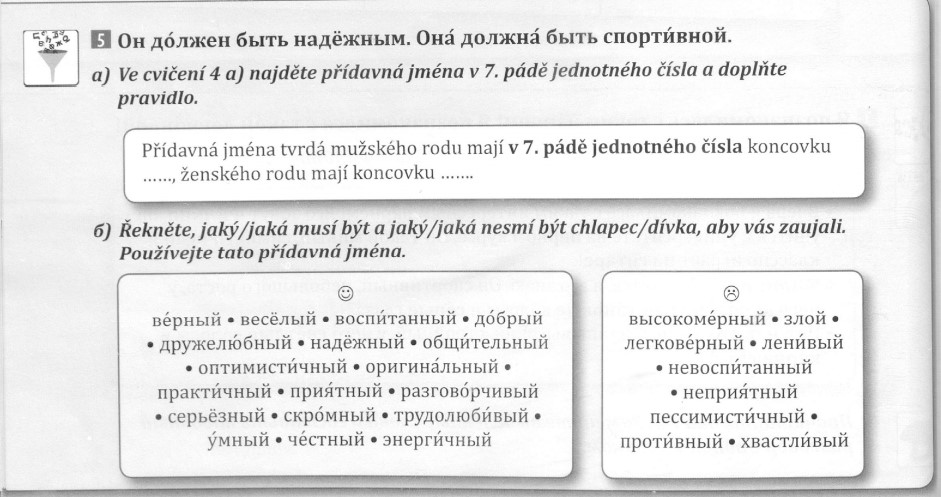 5 Он до́лжен быть надёжным. Она́ должна́ быть спорти́вной.
а) Ve cvičení 4 a) najděte přídavná jména v 7. pádě jednotného čísla a doplňte
pravidlo.
Přídavná jména tvrdá mužského rodu mají v 7. pádě jednotného čísla koncovku
......, ženského rodu mají koncovku .......
б) Řekněte, jaký/jaká musí být a jaký/jaká nesmí být chlapec/dívka, aby vás zaujali.
Používejte tato přídavná jména.
☺
ве́рный • весёлый • воспи́танный • до́брый
• дружелю́бный • надёжный • общи́тельный
• оптимисти́чный • оригина́льный •
практи́чный • прия́тный • разгово́рчивый
• серьёзный • скро́мный • трудолюби́вый •
у́мный • че́стный • энерги́чный
☹
высокоме́рный • злой •
легкове́рный • лени́вый
• невоспи́танный
• неприя́тный
пессимисти́чный •
проти́вный • хвастли́вый